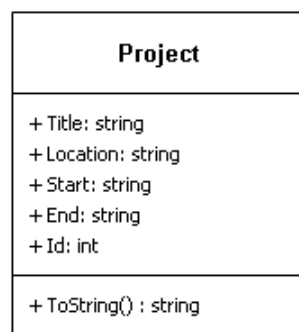 Project
+ Title: string
+ Location: string
+ Start: string
+ End: string
+ Id: int
+ ToString() : string